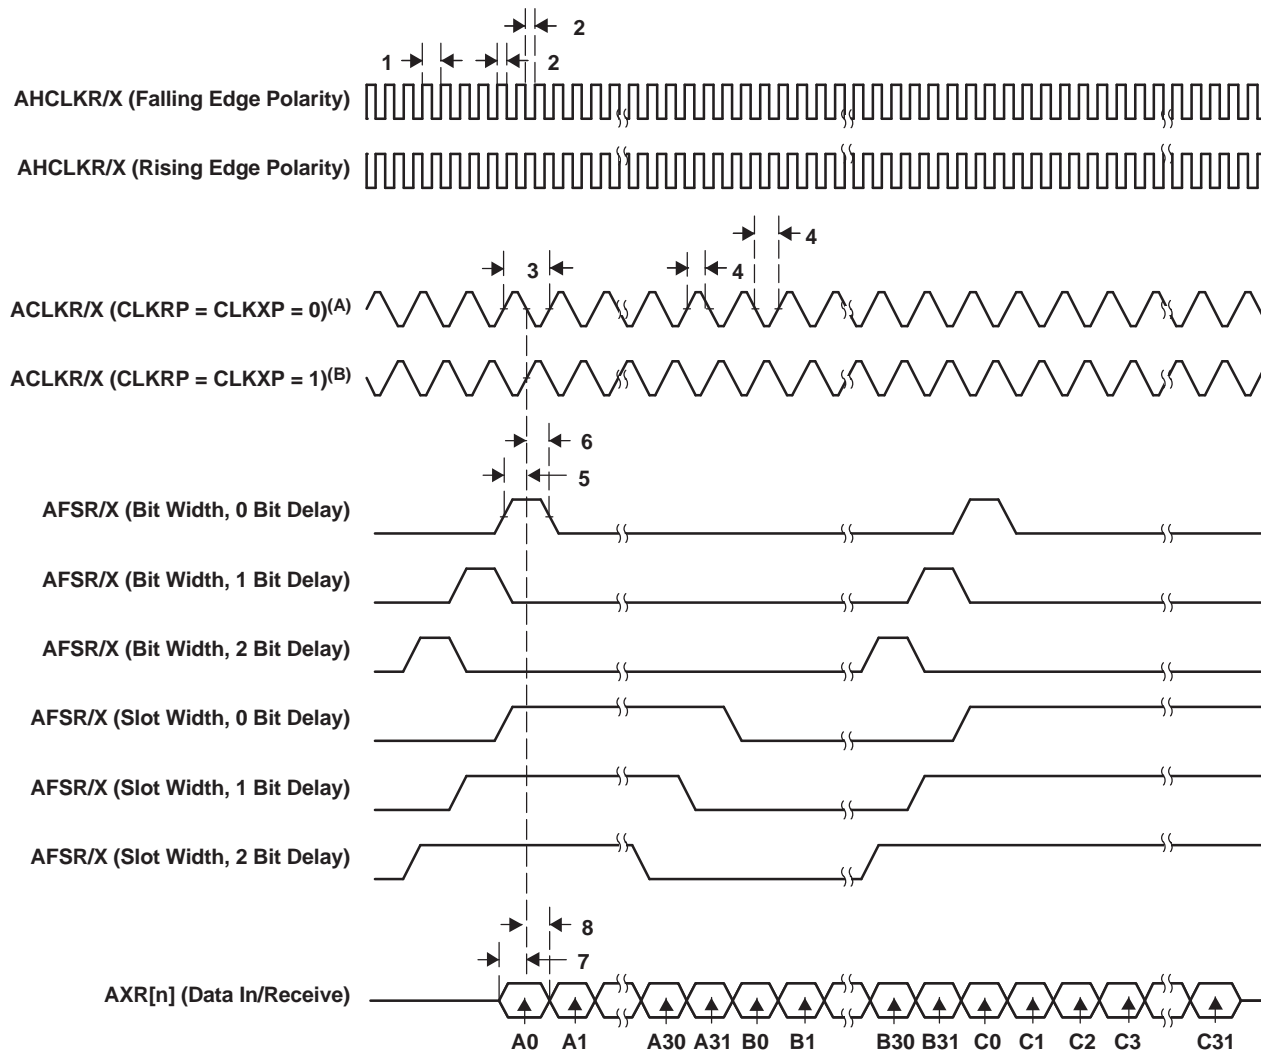 2
1
2
AHCLKR/X (Falling Edge Polarity)
AHCLKR/X (Rising Edge Polarity)
4
3
4
ACLKR/X (CLKRP = CLKXP = 0)(A)
ACLKR/X (CLKRP = CLKXP = 1)(B)
6
5
AFSR/X (Bit Width, 0 Bit Delay)
AFSR/X (Bit Width, 1 Bit Delay)
AFSR/X (Bit Width, 2 Bit Delay)
AFSR/X (Slot Width, 0 Bit Delay)
AFSR/X (Slot Width, 1 Bit Delay)
AFSR/X (Slot Width, 2 Bit Delay)
8
7
AXR[n] (Data In/Receive)
A0 A1 A30 A31 B0 B1 B30 B31 C0 C1 C2 C3 C31